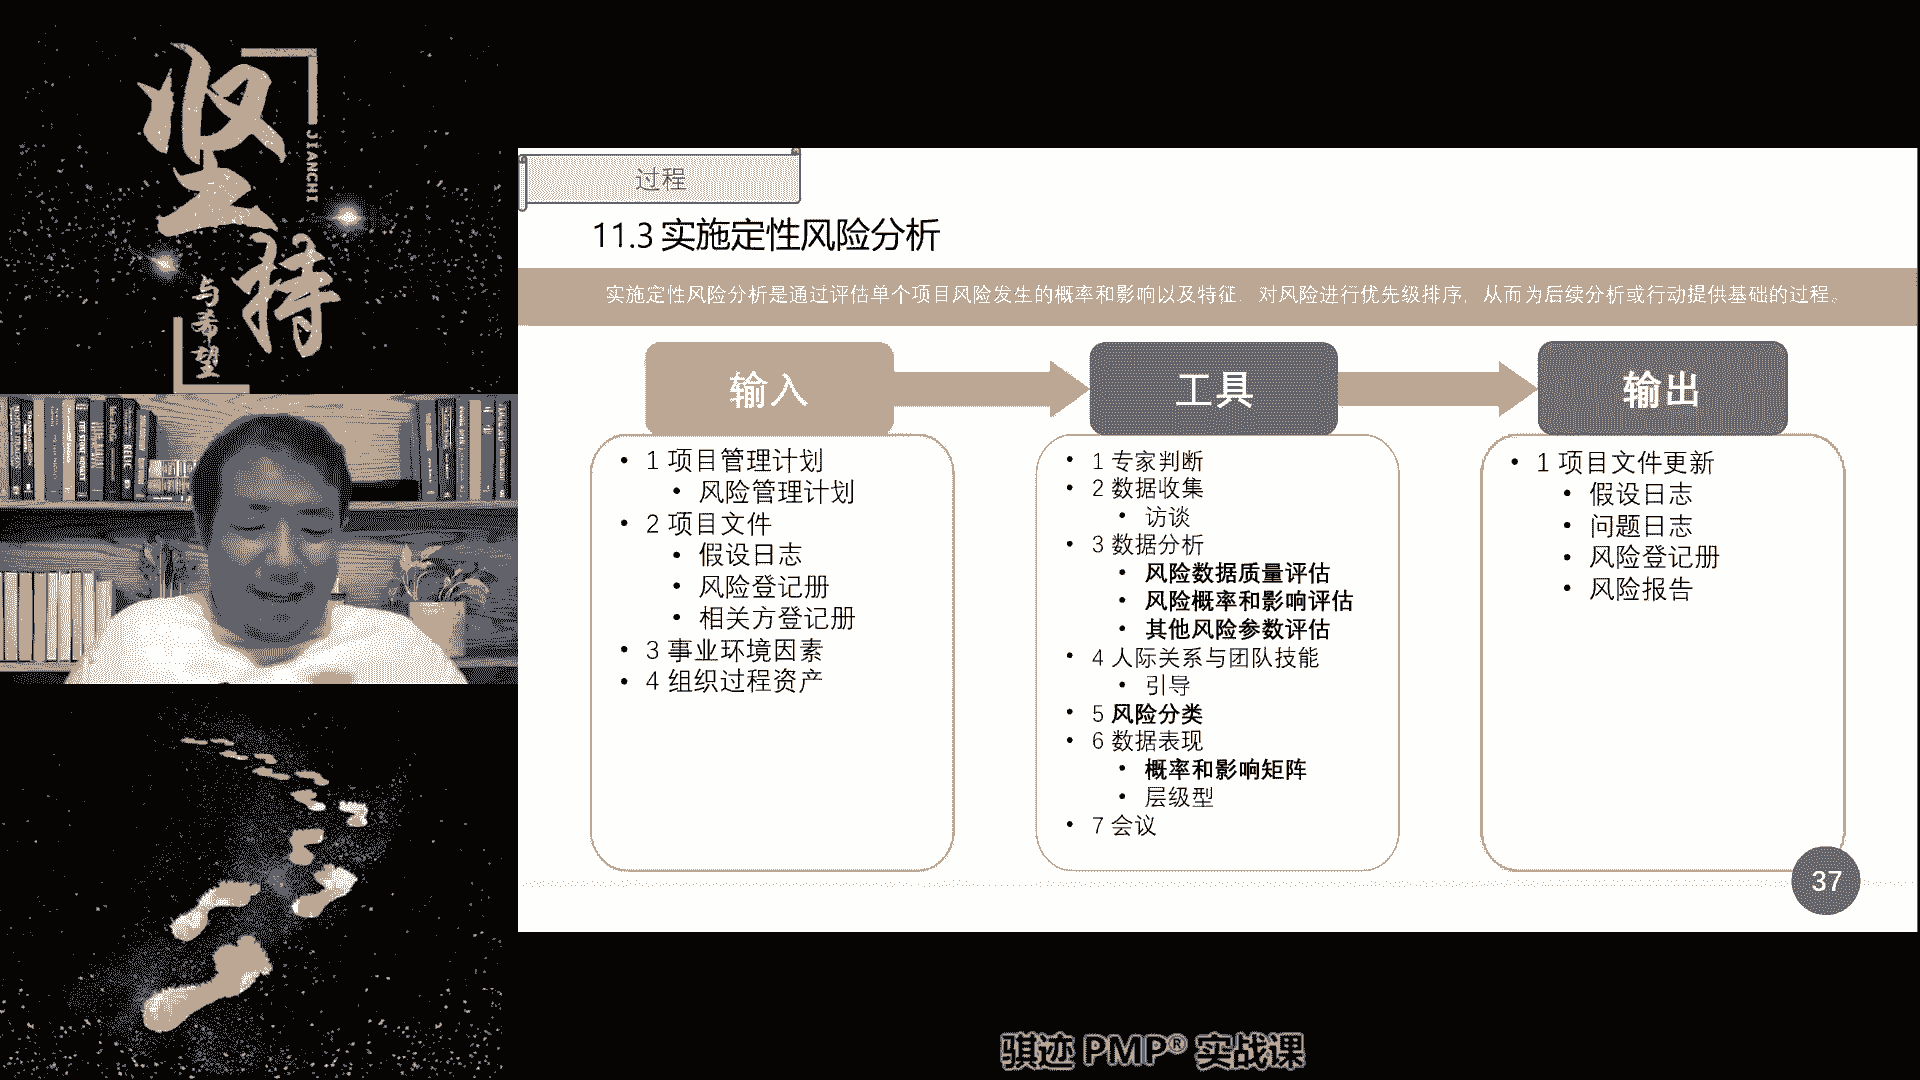 坚持
JIANCHI
与希望
过程
11.3 实施定性风险分析
实施定性风险分析是通过评估单个项目风险发生的概率和影响以及特征，对风险进行优先级排序，从而为后续分析或行动提供基础的过程。
输入
• 1 项目管理计划
• 风险管理计划
• 2 项目文件
• 假设日志
• 风险登记册
• 相关方登记册
• 3 事业环境因素
• 4 组织过程资产
工具
• 1 专家判断
• 2 数据收集
• 访谈
• 3 数据分析
• 风险数据质量评估
• 风险概率和影响评估
• 其他风险参数评估
• 4 人际关系与团队技能
• 引导
• 5 风险分类
• 6 数据表现
• 概率和影响矩阵
• 层级型
• 7 会议
输出
• 1 项目文件更新
• 假设日志
• 问题日志
• 风险登记册
• 风险报告
37
骐迹 PMP® 实战课